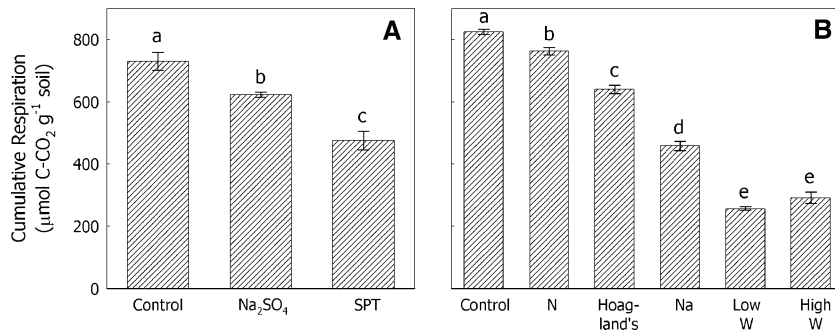 Cumulative Respiration
(μmol C-CO₂ g⁻¹ soil)
800
600
400
200
0
A
a
b
c
Control
Na₂SO₄
SPT
B
a
b
c
d
e
e
Control
N
Hoag-
land's
Na
Low
W
High
W